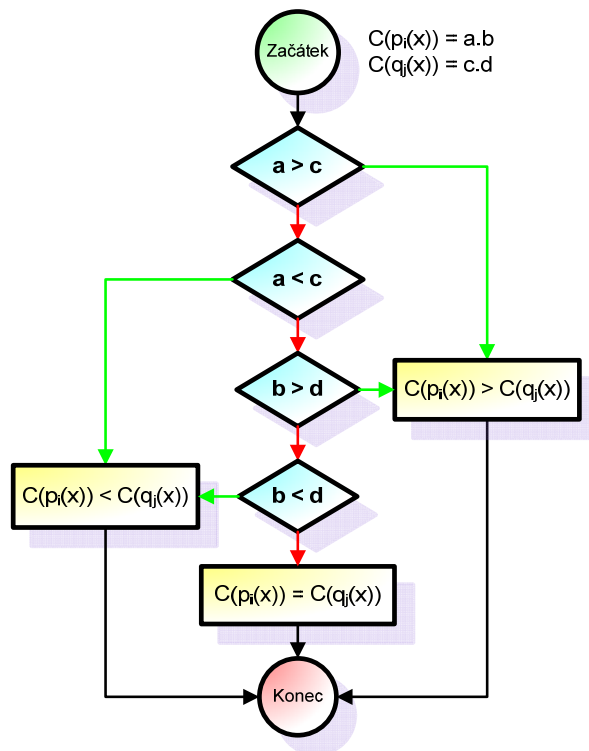 Začátek
C(pᵢ(x)) = a.b
C(qⱼ(x)) = c.d
a > c
a < c
b > d
C(pᵢ(x)) > C(qⱼ(x))
C(pᵢ(x)) < C(qⱼ(x))
b < d
C(pᵢ(x)) = C(qⱼ(x))
Konec